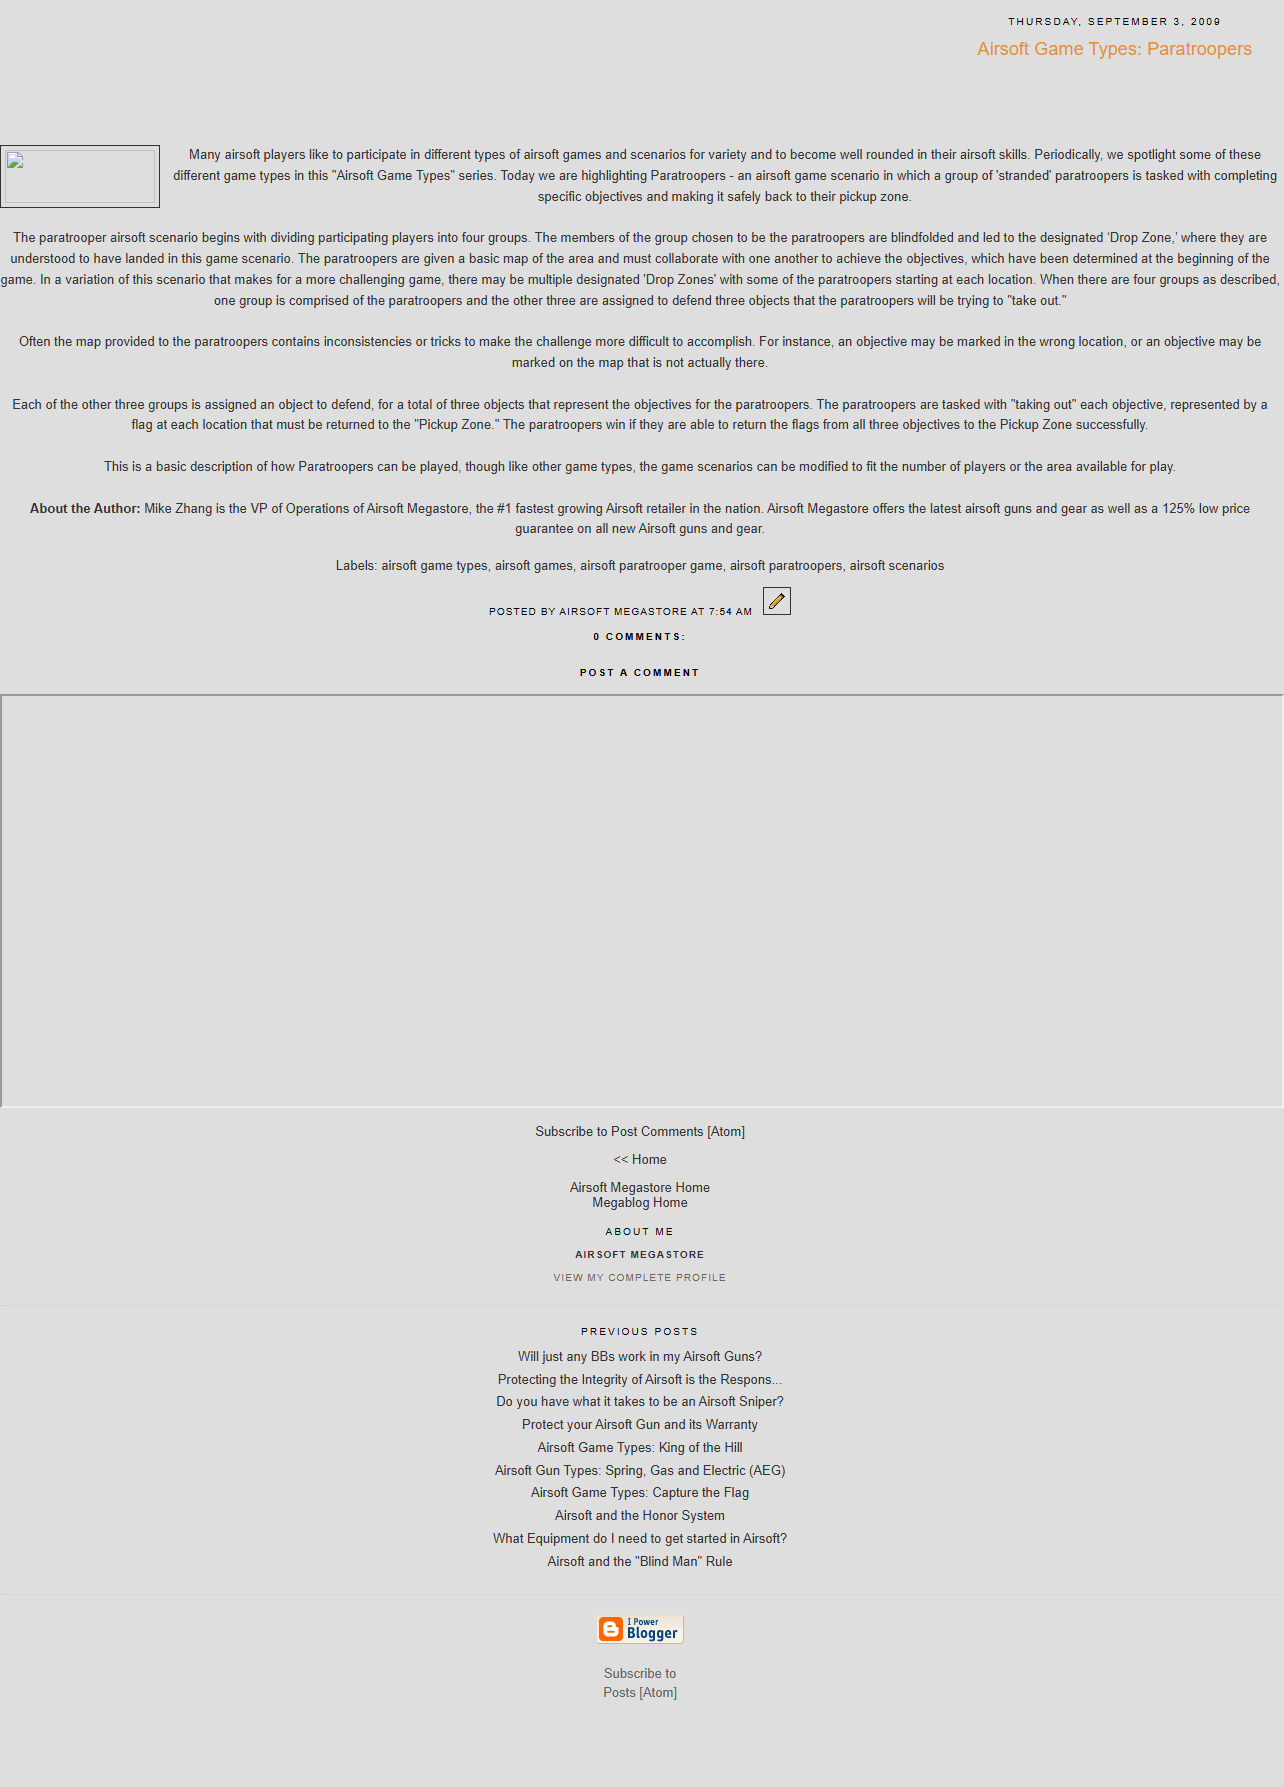 THURSDAY, SEPTEMBER 3, 2009
Airsoft Game Types: Paratroopers
Many airsoft players like to participate in different types of airsoft games and scenarios for variety and to become well rounded in their airsoft skills. Periodically, we spotlight some of these
different game types in this "Airsoft Game Types" series. Today we are highlighting Paratroopers - an airsoft game scenario in which a group of 'stranded' paratroopers is tasked with completing
specific objectives and making it safely back to their pickup zone.
The paratrooper airsoft scenario begins with dividing participating players into four groups. The members of the group chosen to be the paratroopers are blindfolded and led to the designated ‘Drop Zone,’ where they are
understood to have landed in this game scenario. The paratroopers are given a basic map of the area and must collaborate with one another to achieve the objectives, which have been determined at the beginning of the
game. In a variation of this scenario that makes for a more challenging game, there may be multiple designated 'Drop Zones' with some of the paratroopers starting at each location. When there are four groups as described,
one group is comprised of the paratroopers and the other three are assigned to defend three objects that the paratroopers will be trying to "take out."
Often the map provided to the paratroopers contains inconsistencies or tricks to make the challenge more difficult to accomplish. For instance, an objective may be marked in the wrong location, or an objective may be
marked on the map that is not actually there.
Each of the other three groups is assigned an object to defend, for a total of three objects that represent the objectives for the paratroopers. The paratroopers are tasked with "taking out" each objective, represented by a
flag at each location that must be returned to the "Pickup Zone." The paratroopers win if they are able to return the flags from all three objectives to the Pickup Zone successfully.
This is a basic description of how Paratroopers can be played, though like other game types, the game scenarios can be modified to fit the number of players or the area available for play.
About the Author: Mike Zhang is the VP of Operations of Airsoft Megastore, the #1 fastest growing Airsoft retailer in the nation. Airsoft Megastore offers the latest airsoft guns and gear as well as a 125% low price
guarantee on all new Airsoft guns and gear.
Labels: airsoft game types, airsoft games, airsoft paratrooper game, airsoft paratroopers, airsoft scenarios
POSTED BY AIRSOFT MEGASTORE AT 7:54 AM
0 COMMENTS:
POST A COMMENT
Subscribe to Post Comments [Atom]
<< Home
Airsoft Megastore Home
Megablog Home
ABOUT ME
AIRSOFT MEGASTORE
VIEW MY COMPLETE PROFILE
PREVIOUS POSTS
Will just any BBs work in my Airsoft Guns?
Protecting the Integrity of Airsoft is the Respons...
Do you have what it takes to be an Airsoft Sniper?
Protect your Airsoft Gun and its Warranty
Airsoft Game Types: King of the Hill
Airsoft Gun Types: Spring, Gas and Electric (AEG)
Airsoft Game Types: Capture the Flag
Airsoft and the Honor System
What Equipment do I need to get started in Airsoft?
Airsoft and the "Blind Man" Rule
I Power
Blogger
Subscribe to
Posts [Atom]